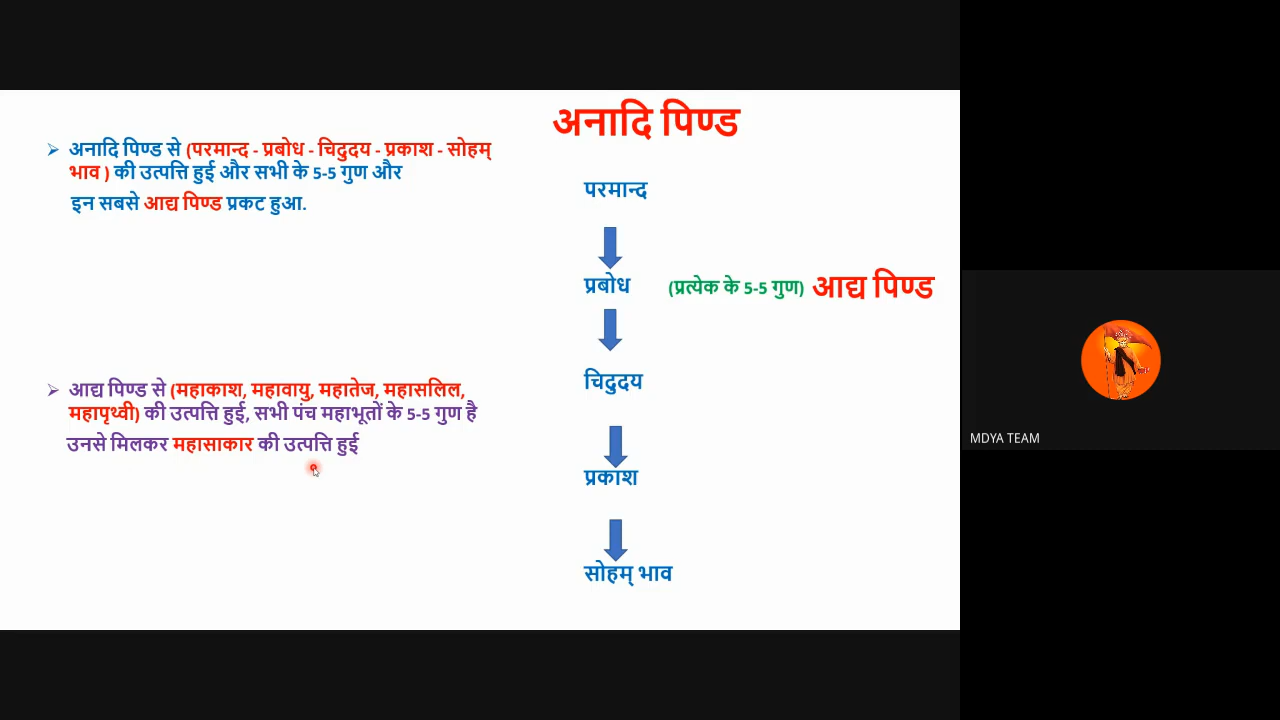 अनादि पिण्ड
➢ अनादि पिण्ड से (परमान्द - प्रबोध - चिदुदय - प्रकाश - सोहम्
भाव ) की उत्पत्ति हुई और सभी के 5-5 गुण और
इन सबसे आद्य पिण्ड प्रकट हुआ.
➢ आद्य पिण्ड से (महाकाश, महावायु, महातेज, महासलिल,
महापृथ्वी) की उत्पत्ति हुई, सभी पंच महाभूतों के 5-5 गुण है
उनसे मिलकर महासाकार की उत्पत्ति हुई
परमान्द
प्रबोध (प्रत्येक के 5-5 गुण) आद्य पिण्ड
चिदुदय
प्रकाश
सोहम् भाव
MDYA TEAM